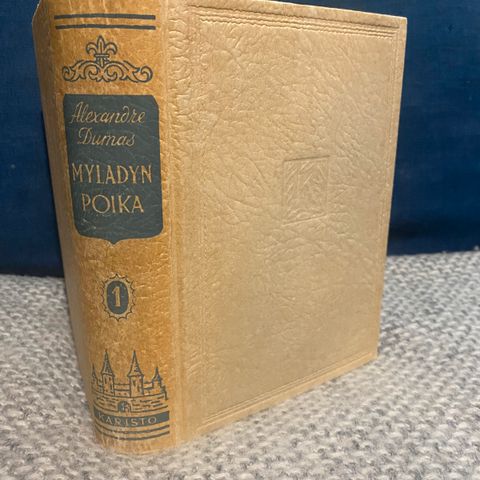 Alexandre
Dumas
MYLADYN
POIKA
1
KARISTO